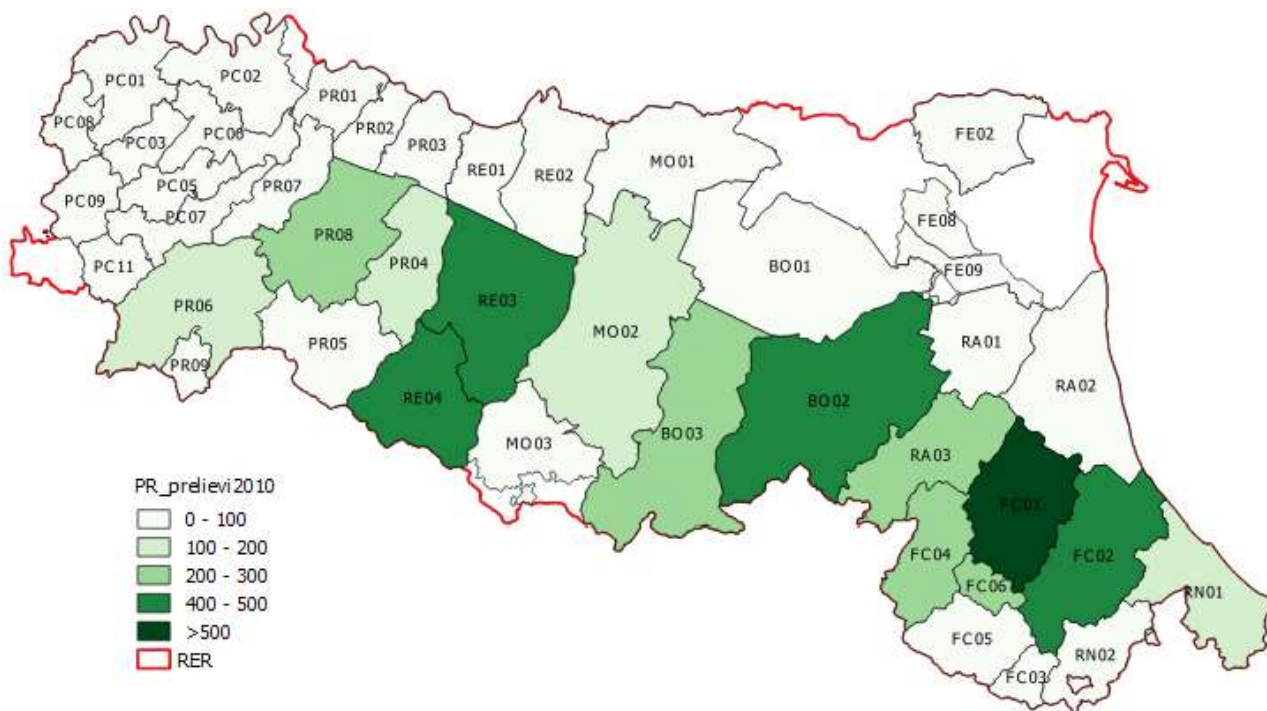 PC01
PC02
PR01
FE02
PC08
PC03
PC06
PR02
PR03
RE01
RE02
MO01
PC05
PR07
PC09
PC07
FE08
PR08
PR04
PC11
BO01
FE09
PR06
RE03
MO02
PR05
RA01
PR09
RA02
RE04
BO02
BO03
MO03
RA03
FC01
FC04
FC02
FC06
RN01
FC05
RN02
FC03
PR_prelievi2010
0 - 100
100 - 200
200 - 300
400 - 500
>500
RER